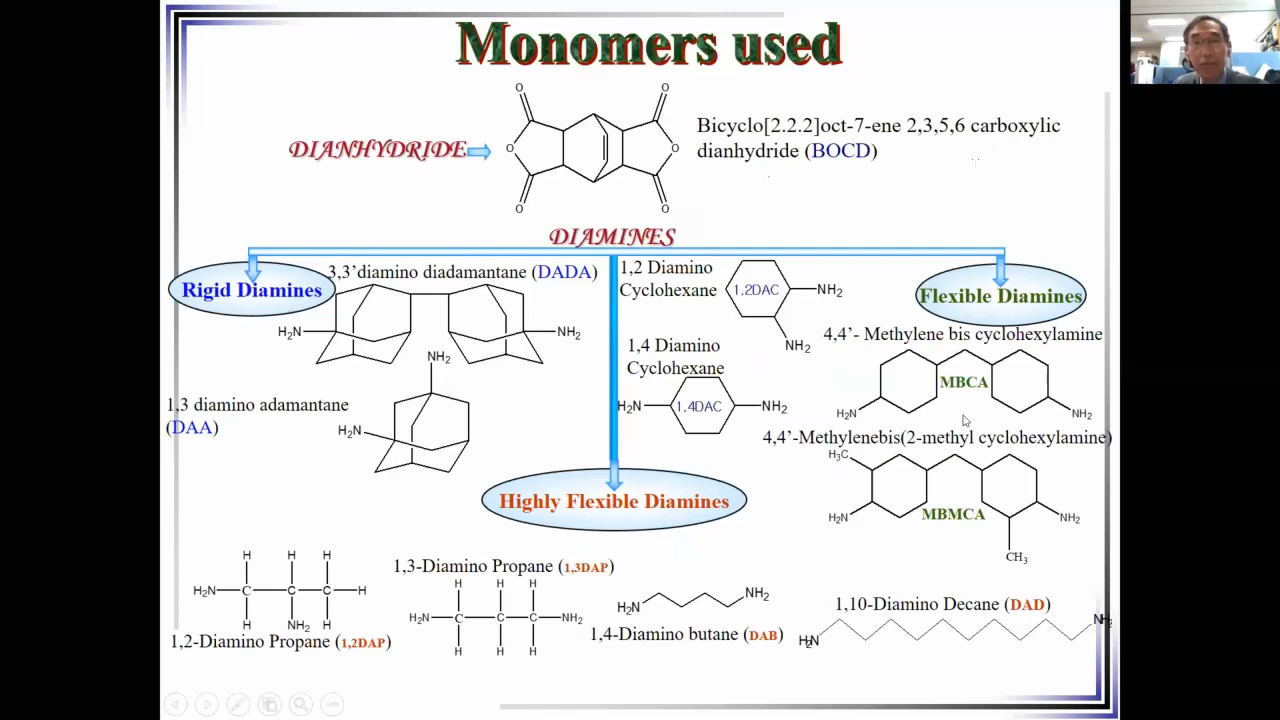 Monomers used
O O
DIANHYDRIDE
O O
O O
Bicyclo[2.2.2]oct-7-ene 2,3,5,6 carboxylic
dianhydride (BOCD)
DIAMINES
Rigid Diamines
3,3'diamino diadamantane (DADA)
H₂N NH₂
1,3 diamino adamantane
(DAA)
NH₂
H₂N
1,2 Diamino
Cyclohexane
1,2DAC
NH₂
NH₂
1,4 Diamino
Cyclohexane
H₂N 1,4DAC NH₂
Flexible Diamines
4,4'- Methylene bis cyclohexylamine
MBCA
H₂N NH₂
4,4'-Methylenebis(2-methyl cyclohexylamine)
H₃C
H₂N MBMCA NH₂
CH₃
Highly Flexible Diamines
H H H
H₂N C C C H
H NH₂ H
1,2-Diamino Propane (1,2DAP)
1,3-Diamino Propane (1,3DAP)
H H H
H₂N C C C NH₂
H H H
H₂N NH₂
1,4-Diamino butane (DAB)
1,10-Diamino Decane (DAD)
H₂N NH₂